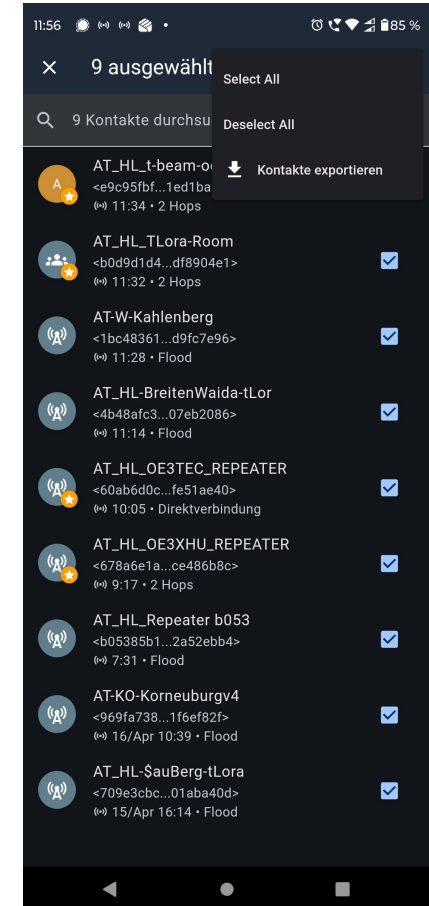 11:56
85 %
9 ausgewählt
Select All
9 Kontakte durchsu
Deselect All
Kontakte exportieren
A
AT_HL_t-beam-o
<e9c95fbf...1ed1ba
11:34 • 2 Hops
AT_HL_TLora-Room
<b0d9d1d4...df8904e1>
11:32 • 2 Hops
AT-W-Kahlenberg
<1bc48361...d9fc7e96>
11:28 • Flood
AT_HL-BreitenWaida-tLor
<4b48afc3...07eb2086>
11:14 • Flood
AT_HL_OE3TEC_REPEATER
<60ab6d0c...fe51ae40>
10:05 • Direktverbindung
AT_HL_OE3XHU_REPEATER
<678a6e1a...ce486b8c>
9:17 • 2 Hops
AT_HL_Repeater b053
<b05385b1...2a52ebb4>
7:31 • Flood
AT-KO-Korneuburgv4
<969fa738...1f6ef82f>
16/Apr 10:39 • Flood
AT_HL-$auBerg-tLora
<709e3cbc...01aba40d>
15/Apr 16:14 • Flood